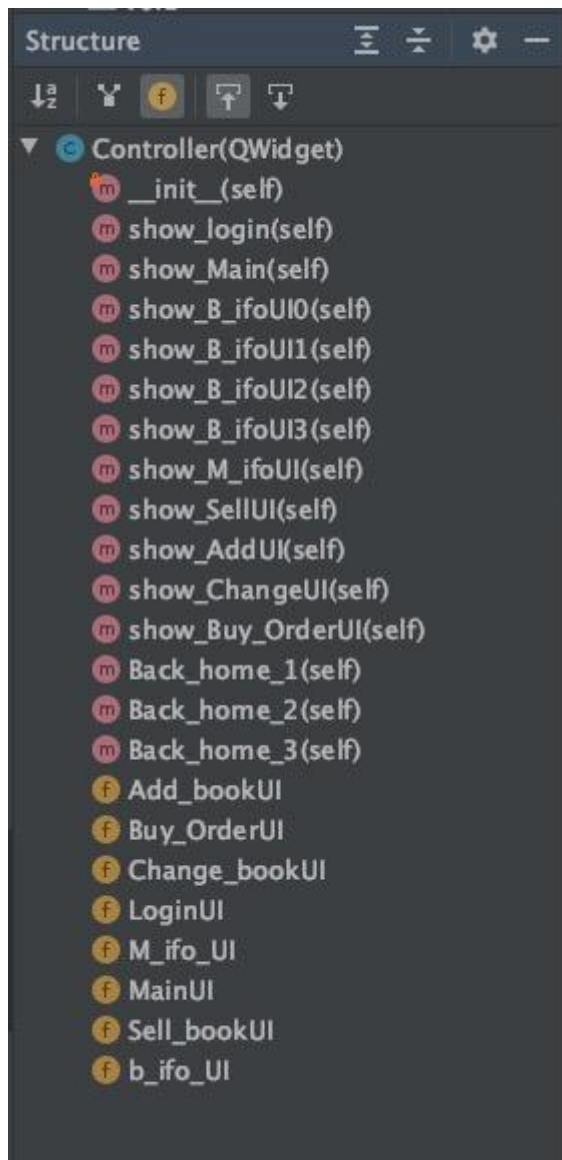 Structure
Controller(QWidget)
__init__(self)
show_login(self)
show_Main(self)
show_B_ifoUI0(self)
show_B_ifoUI1(self)
show_B_ifoUI2(self)
show_B_ifoUI3(self)
show_M_ifoUI(self)
show_SellUI(self)
show_AddUI(self)
show_ChangeUI(self)
show_Buy_OrderUI(self)
Back_home_1(self)
Back_home_2(self)
Back_home_3(self)
Add_bookUI
Buy_OrderUI
Change_bookUI
LoginUI
M_ifo_UI
MainUI
Sell_bookUI
b_ifo_UI